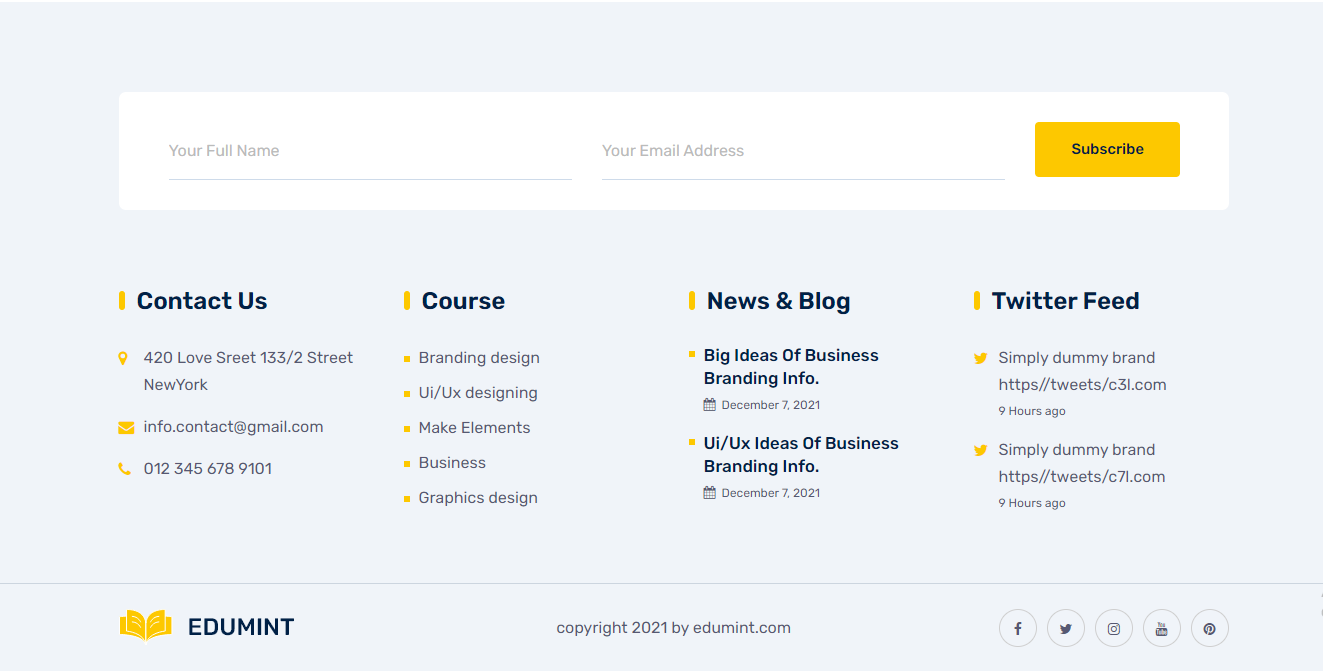 Your Full Name
Your Email Address
Subscribe
Contact Us
420 Love Sreet 133/2 Street
NewYork
info.contact@gmail.com
012 345 678 9101
Course
Branding design
Ui/Ux designing
Make Elements
Business
Graphics design
News & Blog
Big Ideas Of Business
Branding Info.
December 7, 2021
Ui/Ux Ideas Of Business
Branding Info.
December 7, 2021
Twitter Feed
Simply dummy brand
https//tweets/c3l.com
9 Hours ago
Simply dummy brand
https//tweets/c7l.com
9 Hours ago
EDUMINT
copyright 2021 by edumint.com